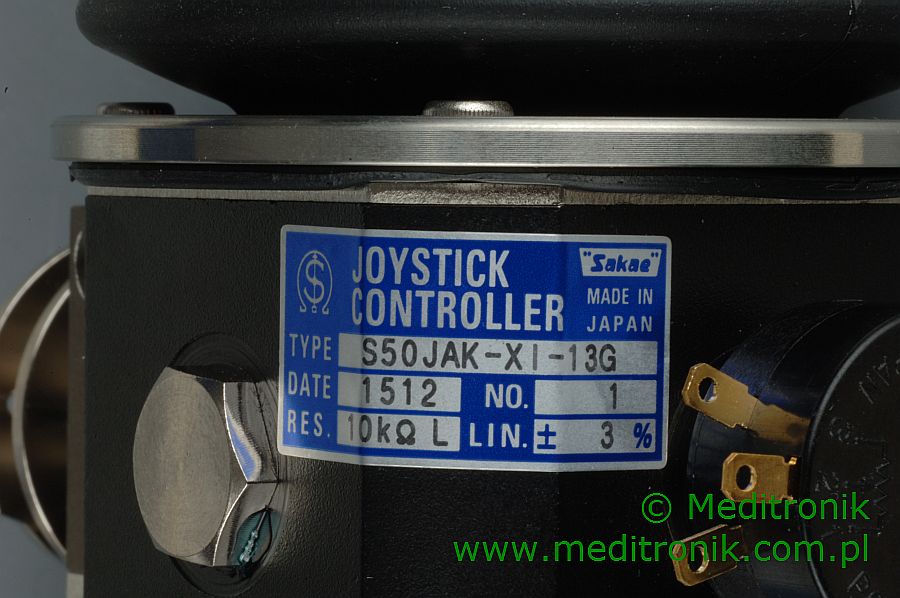 JOYSTICK
CONTROLLER
"Sakae"
MADE IN
JAPAN
TYPE S50JAK-XI-13G
DATE 1512 NO. 1
RES. 10kΩ L LIN. ± 3 %
© Meditronik
www.meditronik.com.pl